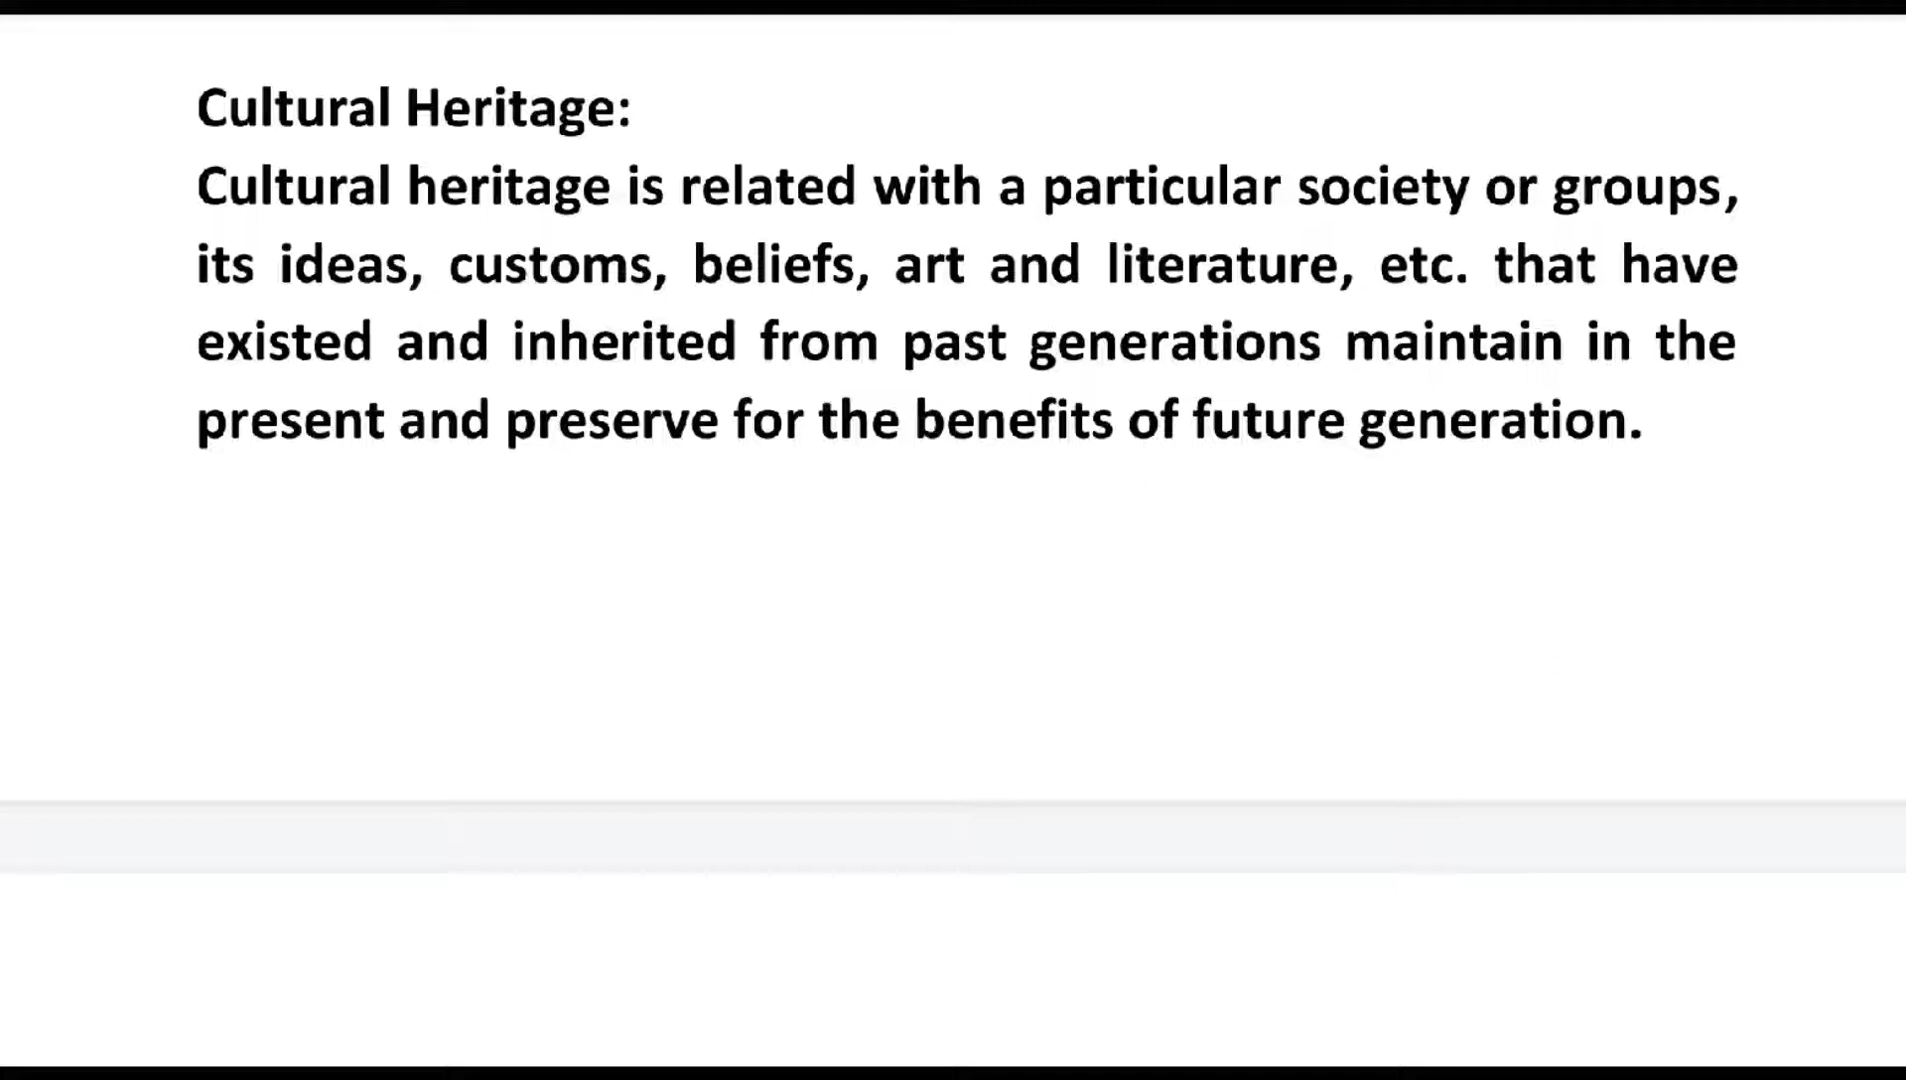 Cultural Heritage:
Cultural heritage is related with a particular society or groups,
its ideas, customs, beliefs, art and literature, etc. that have
existed and inherited from past generations maintain in the
present and preserve for the benefits of future generation.